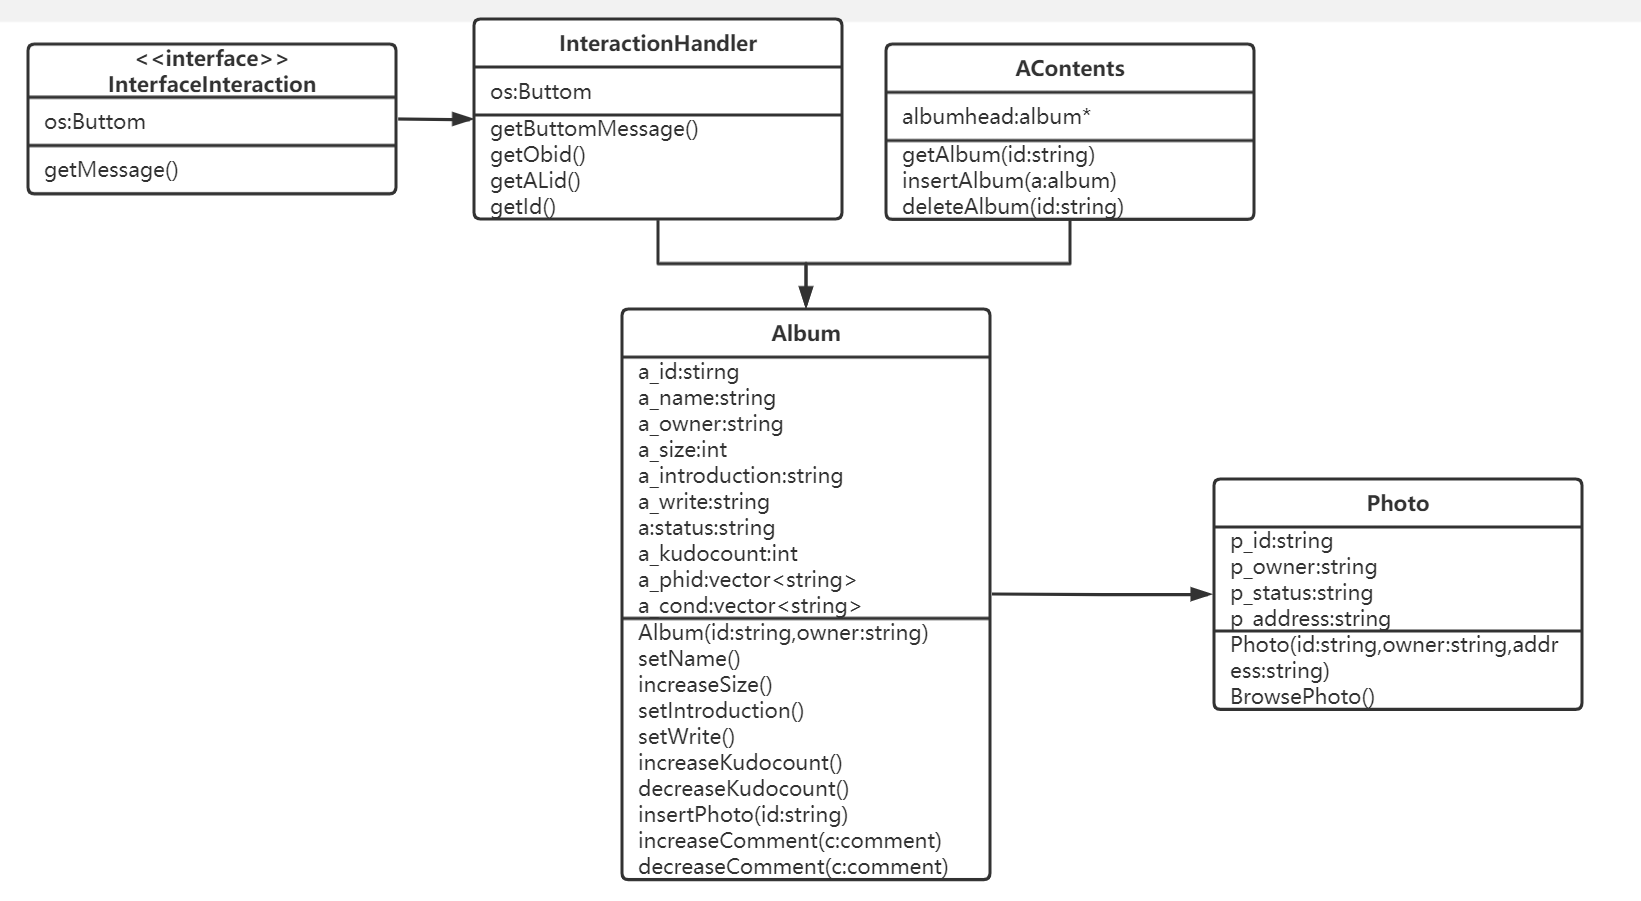 <<interface>>
InterfaceInteraction
os:Buttom
getMessage()
InteractionHandler
os:Buttom
getButtomMessage()
getObid()
getALid()
getId()
AContents
albumhead:album*
getAlbum(id:string)
insertAlbum(a:album)
deleteAlbum(id:string)
Album
a_id:stirng
a_name:string
a_owner:string
a_size:int
a_introduction:string
a_write:string
a:status:string
a_kudocount:int
a_phid:vector<string>
a_cond:vector<string>
Album(id:string,owner:string)
setName()
increaseSize()
setIntroduction()
setWrite()
increaseKudocount()
decreaseKudocount()
insertPhoto(id:string)
increaseComment(c:comment)
decreaseComment(c:comment)
Photo
p_id:string
p_owner:string
p_status:string
p_address:string
Photo(id:string,owner:string,addr
ess:string)
BrowsePhoto()